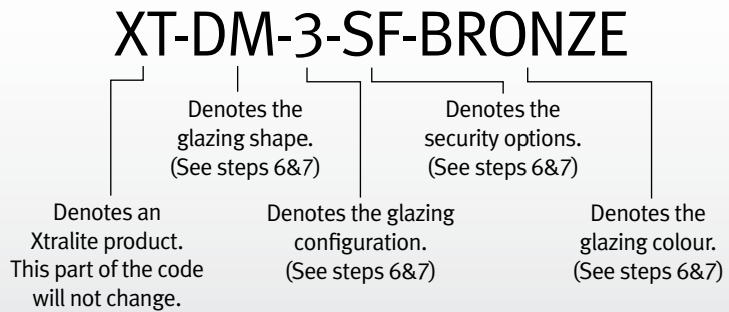 XT-DM-3-SF-BRONZE
Denotes the
glazing shape.
(See steps 6&7)
Denotes the
security options.
(See steps 6&7)
Denotes an
Xtralite product.
This part of the code
will not change.
Denotes the glazing
configuration.
(See steps 6&7)
Denotes the
glazing colour.
(See steps 6&7)